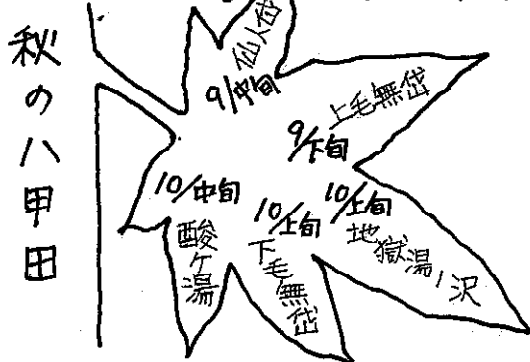 秋の八甲田
仙人岱
9/中旬
上毛無岱
9/下旬
10/上旬
地獄湯ノ沢
10/上旬
下毛無岱
10/中旬
酸ヶ湯